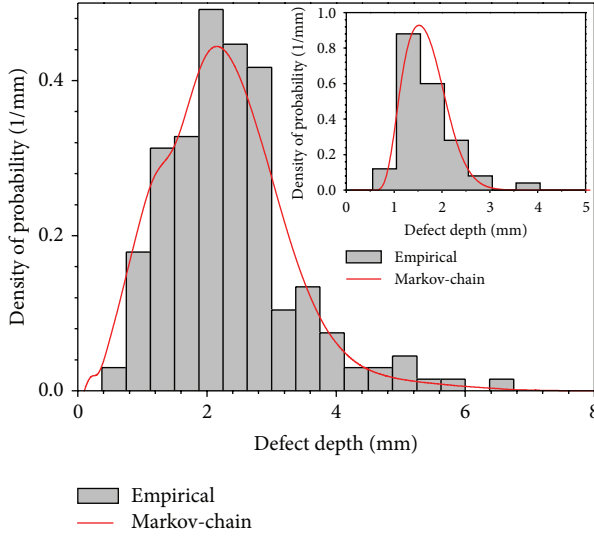 Density of probability (1/mm)
0.4
0.2
0.0
0
2
4
6
8
Defect depth (mm)
Empirical
Markov-chain
Density of probability (1/mm)
1.0
0.8
0.6
0.4
0.2
0.0
0
1
2
3
4
5
Defect depth (mm)
Empirical
Markov-chain